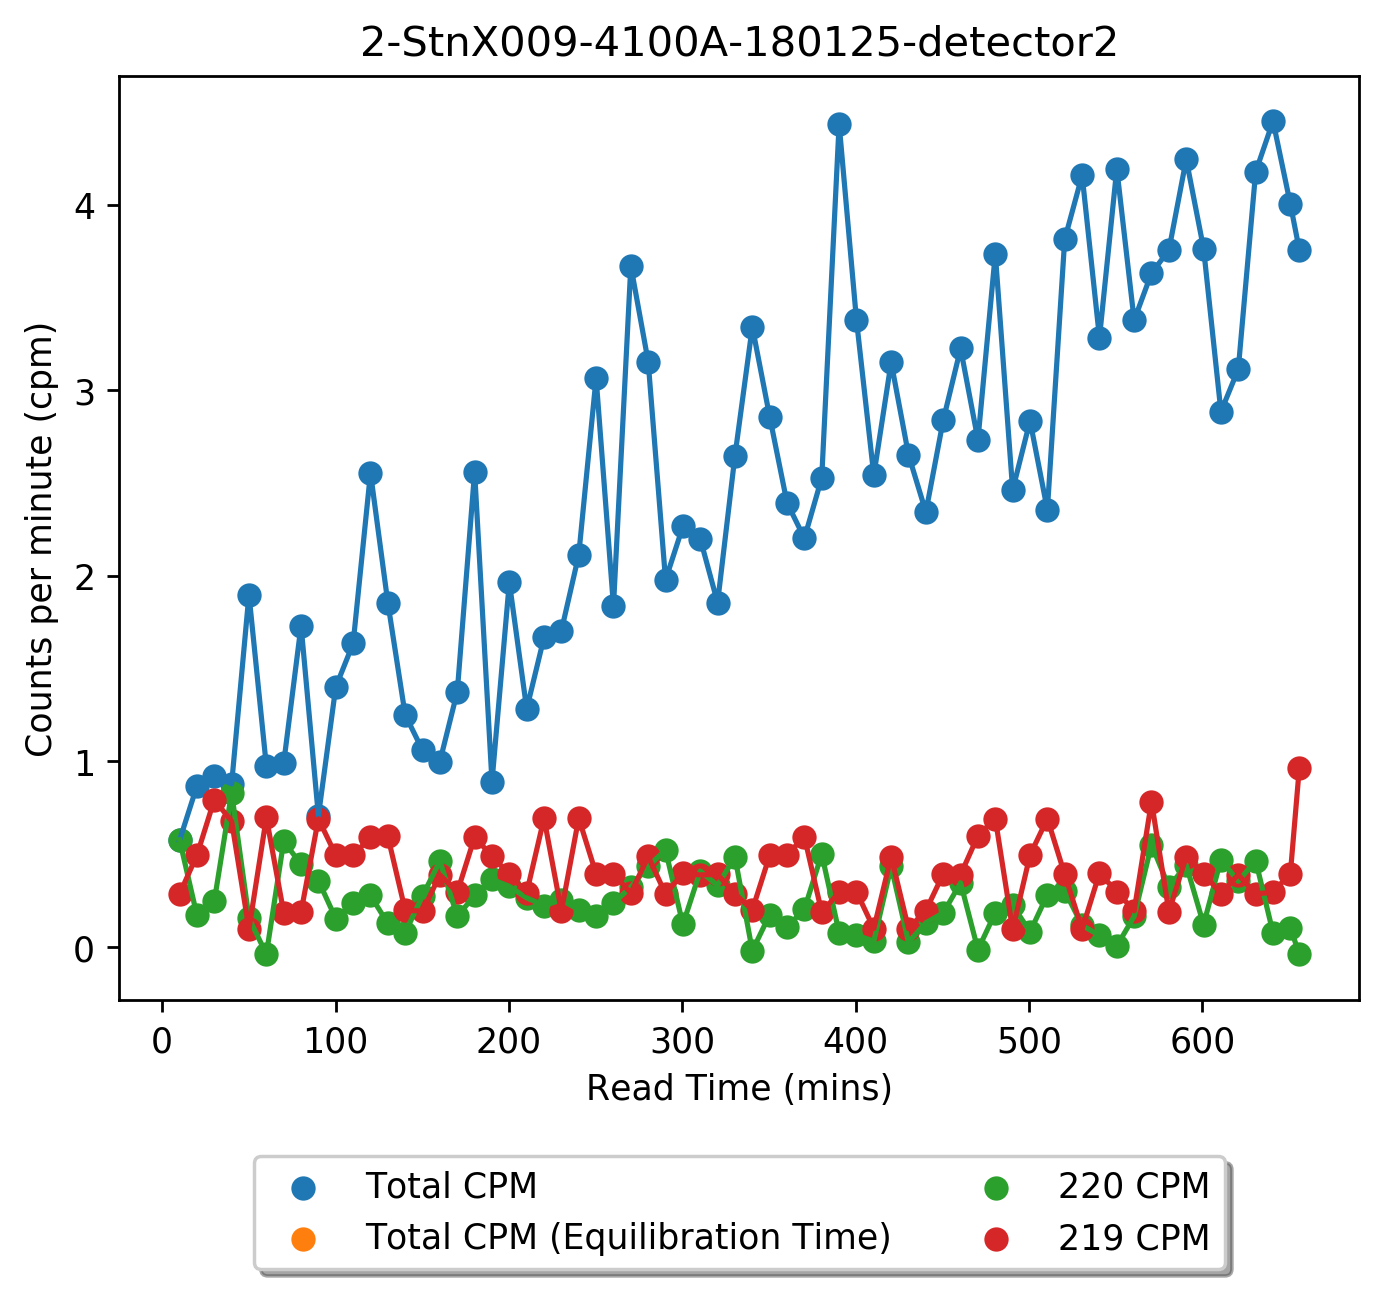 2-StnX009-4100A-180125-detector2
Counts per minute (cpm)
4
3
2
1
0
0 100 200 300 400 500 600
Read Time (mins)
Total CPM
Total CPM (Equilibration Time)
220 CPM
219 CPM